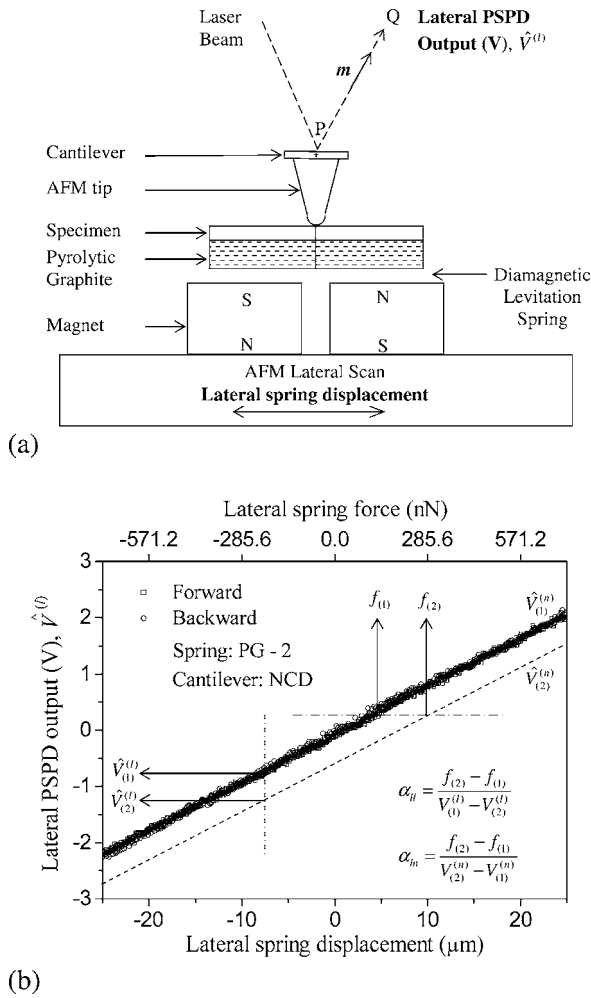 Laser
Beam
Q
Lateral PSPD
Output (V), V̂⁽ˡ⁾
m
P
Cantilever
AFM tip
Specimen
Pyrolytic
Graphite
Diamagnetic
Levitation
Spring
S
N
Magnet
N
S
AFM Lateral Scan
Lateral spring displacement
(a)
Lateral spring force (nN)
-571.2 -285.6 0.0 285.6 571.2
3
2
1
0
-1
-2
-3
Lateral PSPD output (V), V̂⁽ˡ⁾
Forward
Backward
Spring: PG - 2
Cantilever: NCD
f₍₁₎
f₍₂₎
V̂₍₁₎⁽ⁿ⁾
V̂₍₂₎⁽ⁿ⁾
V̂₍₁₎⁽ˡ⁾
V̂₍₂₎⁽ˡ⁾
α_ll = (f₍₂₎ − f₍₁₎) / (V₍₁₎⁽ˡ⁾ − V₍₂₎⁽ˡ⁾)
α_ln = (f₍₂₎ − f₍₁₎) / (V₍₂₎⁽ⁿ⁾ − V₍₁₎⁽ⁿ⁾)
-20 -10 0 10 20
Lateral spring displacement (μm)
(b)